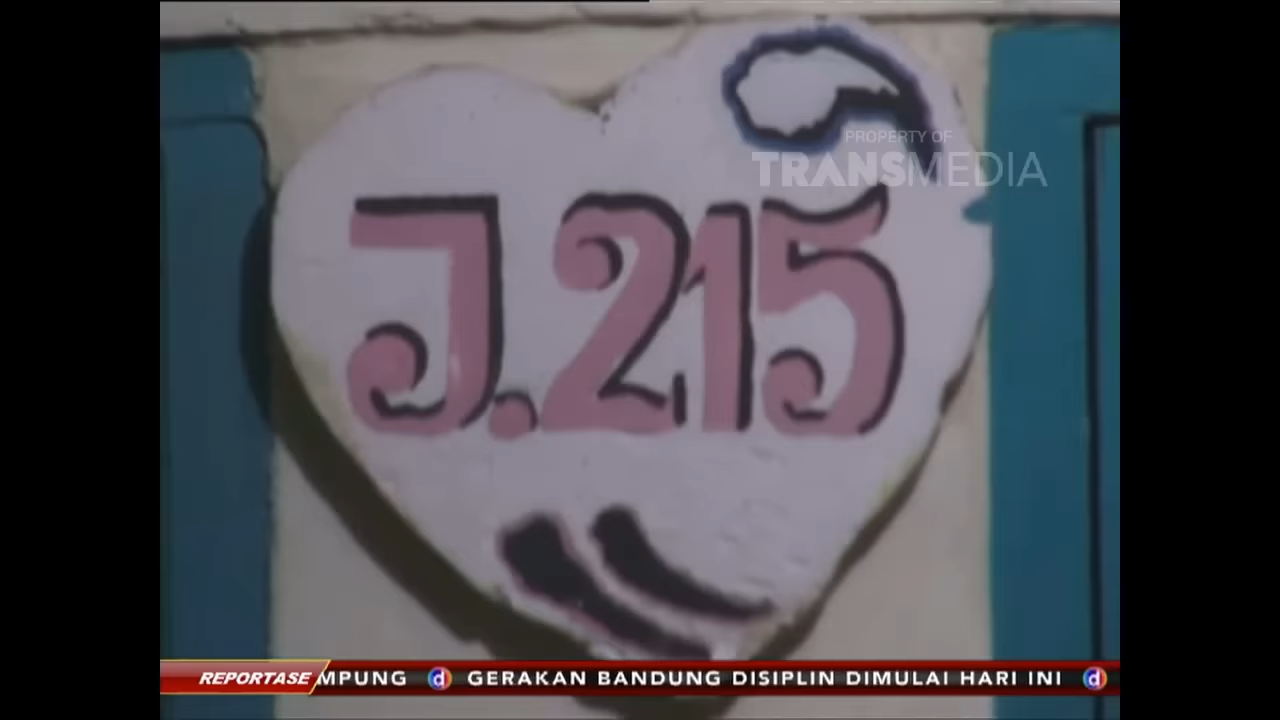 PROPERTY OF
TRANSMEDIA
J.215
REPORTASE
MPUNG d GERAKAN BANDUNG DISIPLIN DIMULAI HARI INI d